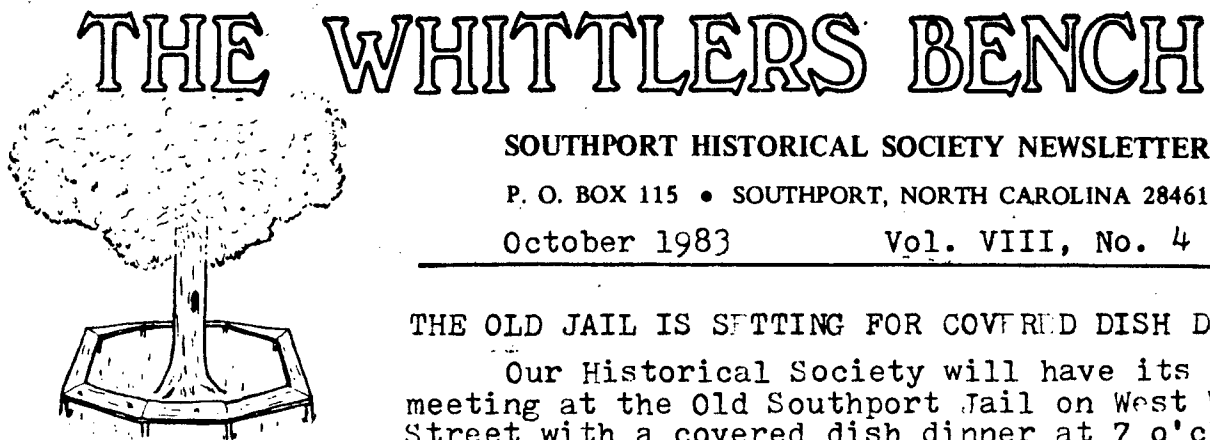 THE WHITTLERS BENCH
SOUTHPORT HISTORICAL SOCIETY NEWSLETTER
P. O. BOX 115 • SOUTHPORT, NORTH CAROLINA 28461
October 1983 Vol. VIII, No. 4
THE OLD JAIL IS SETTING FOR COVERED DISH D
Our Historical Society will have its
meeting at the Old Southport Jail on West
Street with a covered dish dinner at 7 o'c